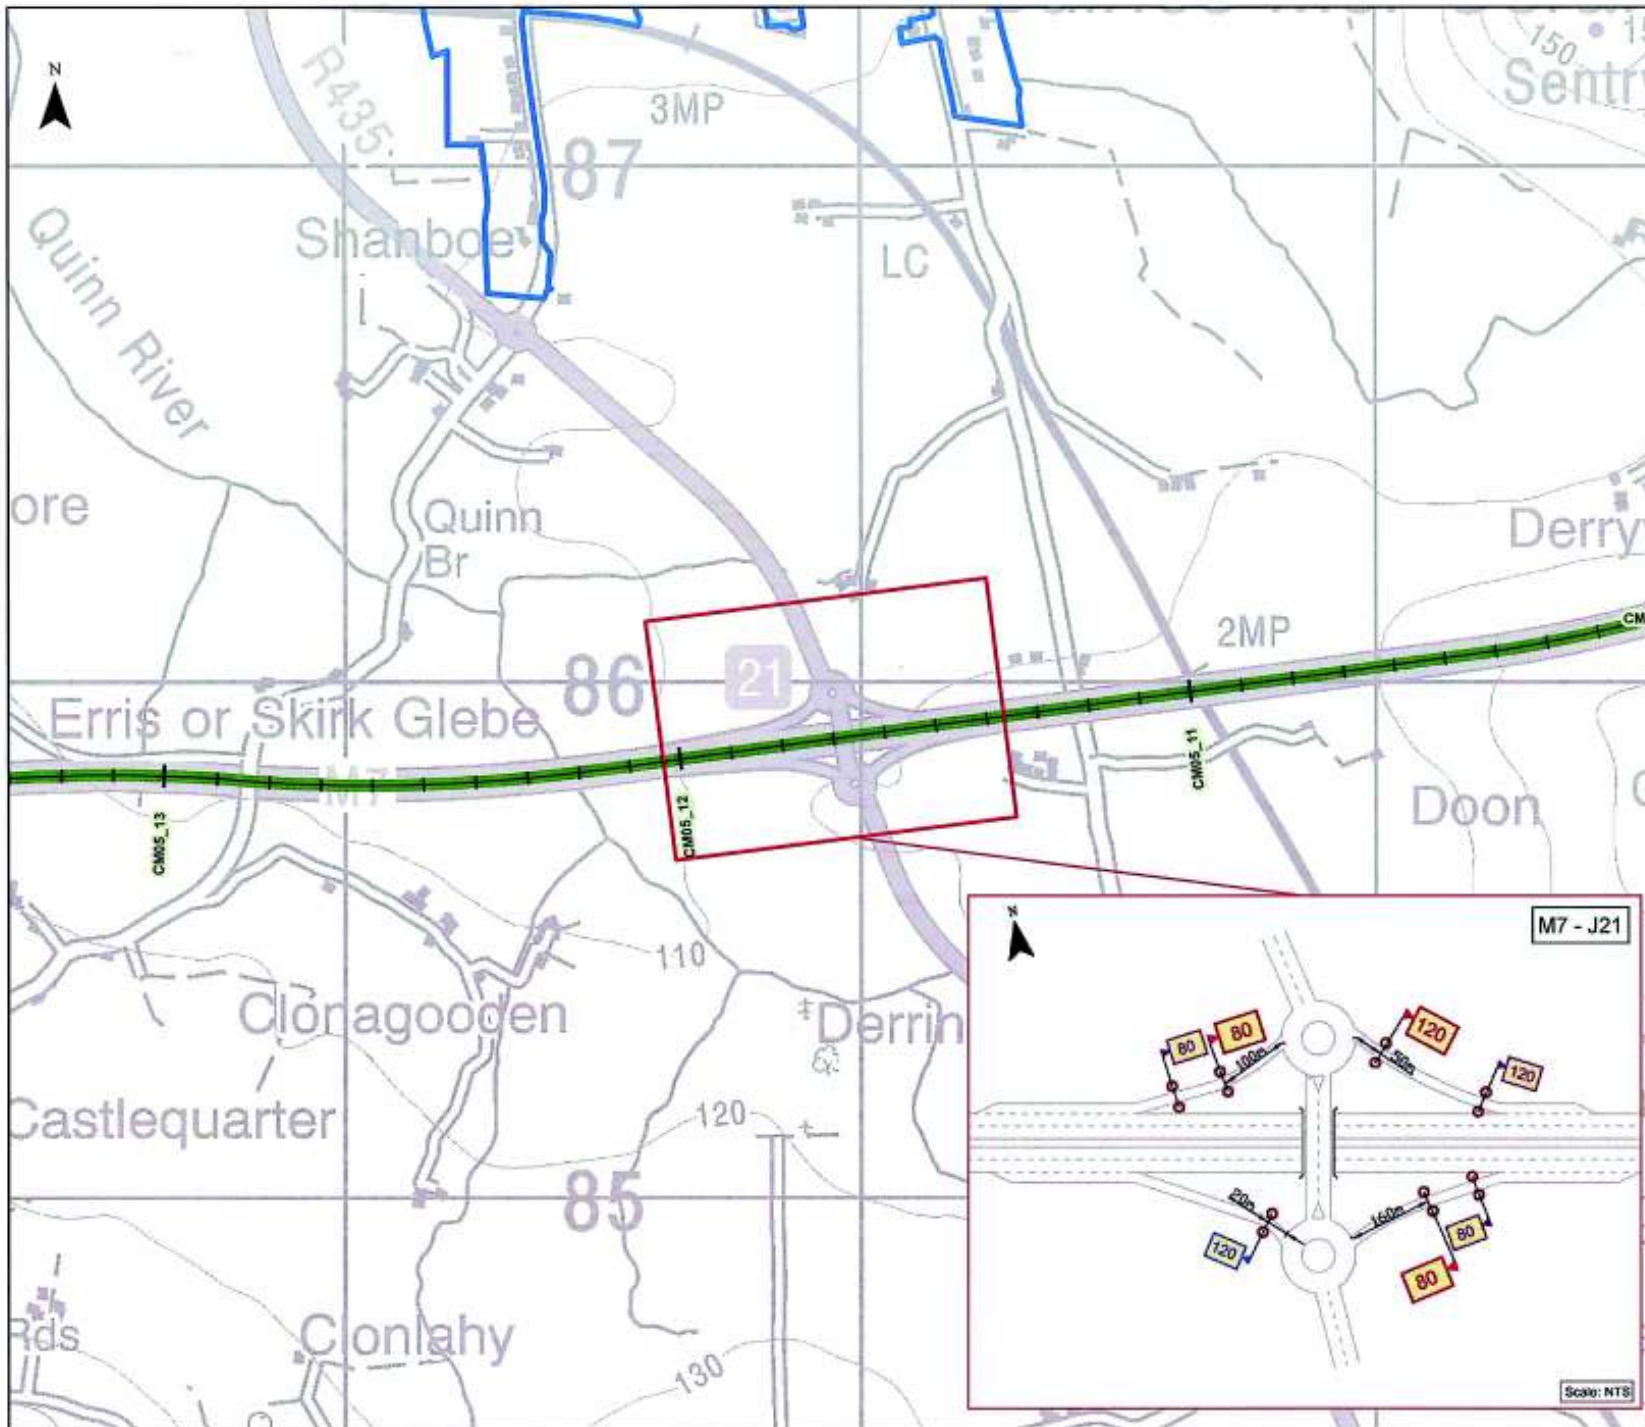 N
R435
3MP
150
Sentr
87
Shanboe
LC
Quinn River
ore
Quinn
Br
Derry
2MP
CM
86
21
Erris or Skirk Glebe
M7
CM05_11
CM05_12
CM05_13
Doon
110
Clonagooden
Derrin
Castlequarter
120
85
Rds
Clonlahy
130
N
M7 - J21
80
80
100m
120
50m
120
20m
120
160m
80
80
Scale: NTS